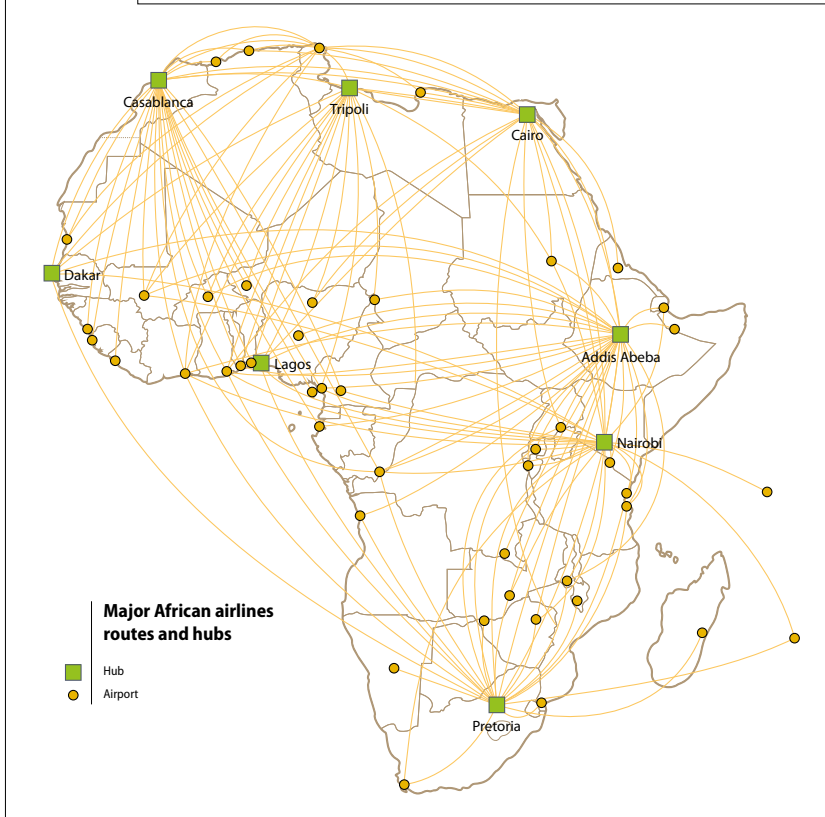 Casablanca
Tripoli
Cairo
Dakar
Addis Abeba
Lagos
Nairobi
Major African airlines
routes and hubs
Hub
Airport
Pretoria